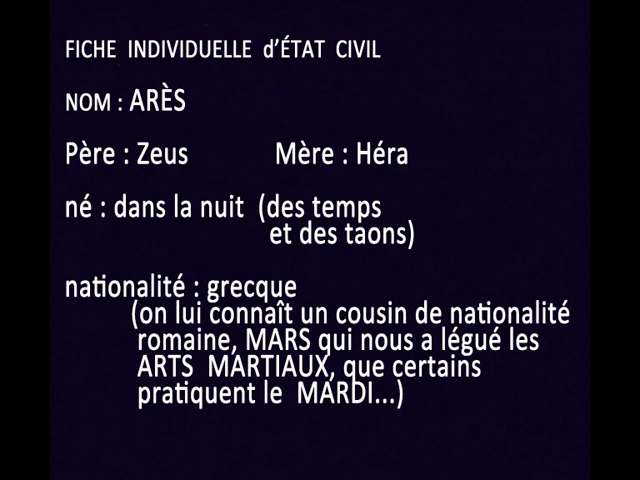 FICHE INDIVIDUELLE d'ÉTAT CIVIL
NOM : ARÈS
Père : Zeus Mère : Héra
né : dans la nuit (des temps
et des taons)
nationalité : grecque
(on lui connaît un cousin de nationalité
romaine, MARS qui nous a légué les
ARTS MARTIAUX, que certains
pratiquent le MARDI...)